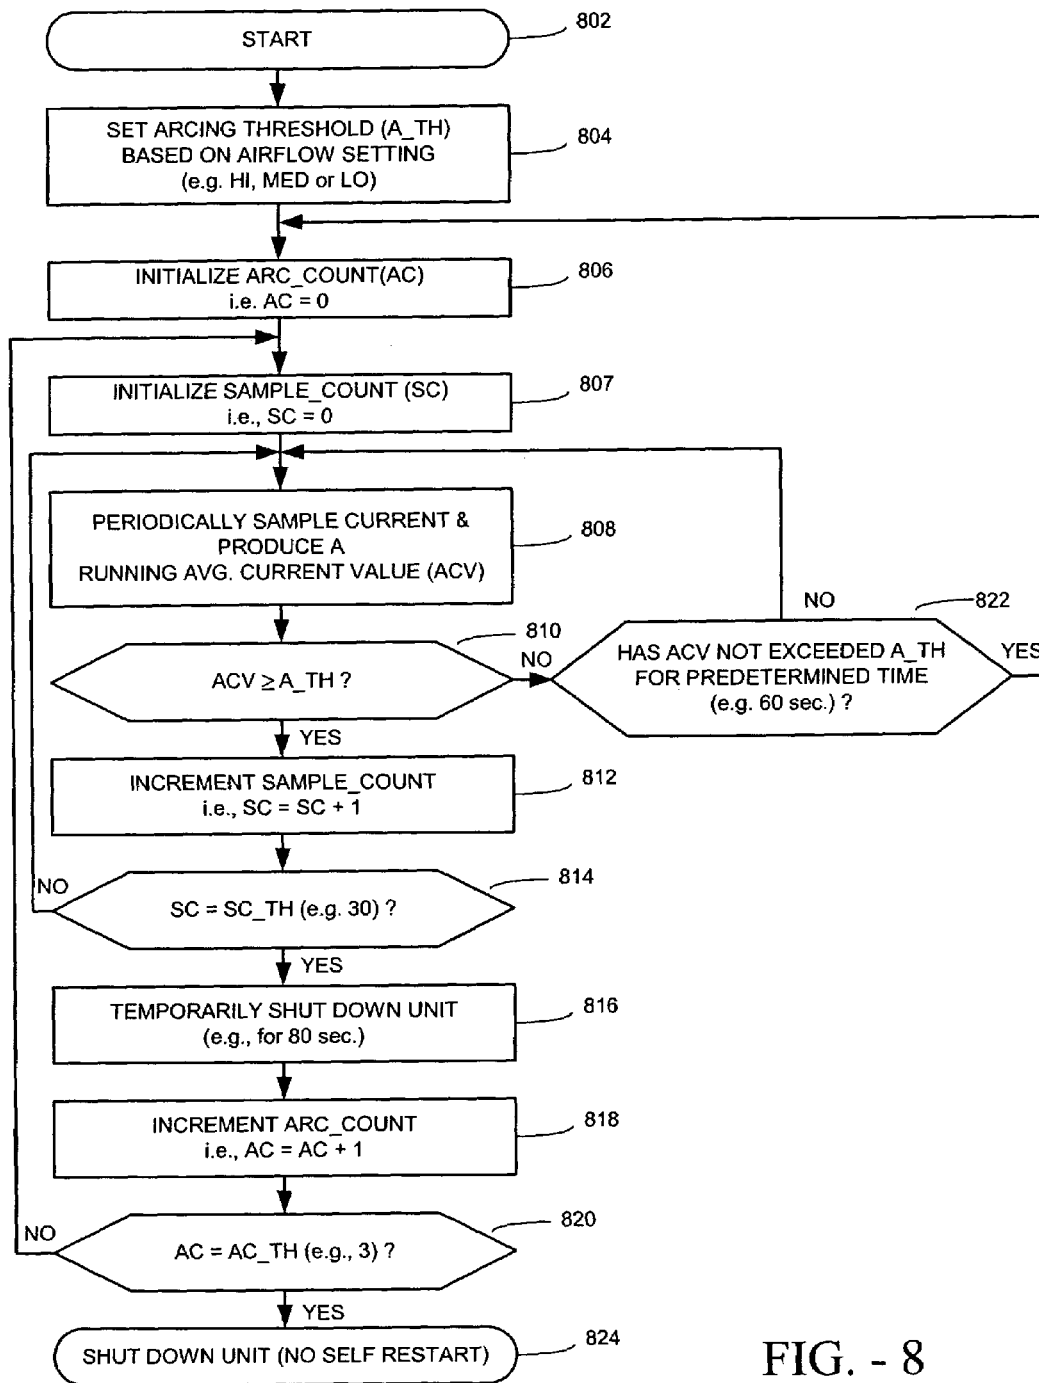 START
802
SET ARCING THRESHOLD (A_TH)
BASED ON AIRFLOW SETTING
(e.g. HI, MED or LO)
804
INITIALIZE ARC_COUNT(AC)
i.e. AC = 0
806
INITIALIZE SAMPLE_COUNT (SC)
i.e., SC = 0
807
PERIODICALLY SAMPLE CURRENT &
PRODUCE A
RUNNING AVG. CURRENT VALUE (ACV)
808
ACV ≥ A_TH ?
810
NO
YES
HAS ACV NOT EXCEEDED A_TH
FOR PREDETERMINED TIME
(e.g. 60 sec.) ?
822
NO
YES
INCREMENT SAMPLE_COUNT
i.e., SC = SC + 1
812
SC = SC_TH (e.g. 30) ?
814
NO
YES
TEMPORARILY SHUT DOWN UNIT
(e.g., for 80 sec.)
816
INCREMENT ARC_COUNT
i.e., AC = AC + 1
818
AC = AC_TH (e.g., 3) ?
820
NO
YES
SHUT DOWN UNIT (NO SELF RESTART)
824
FIG. - 8